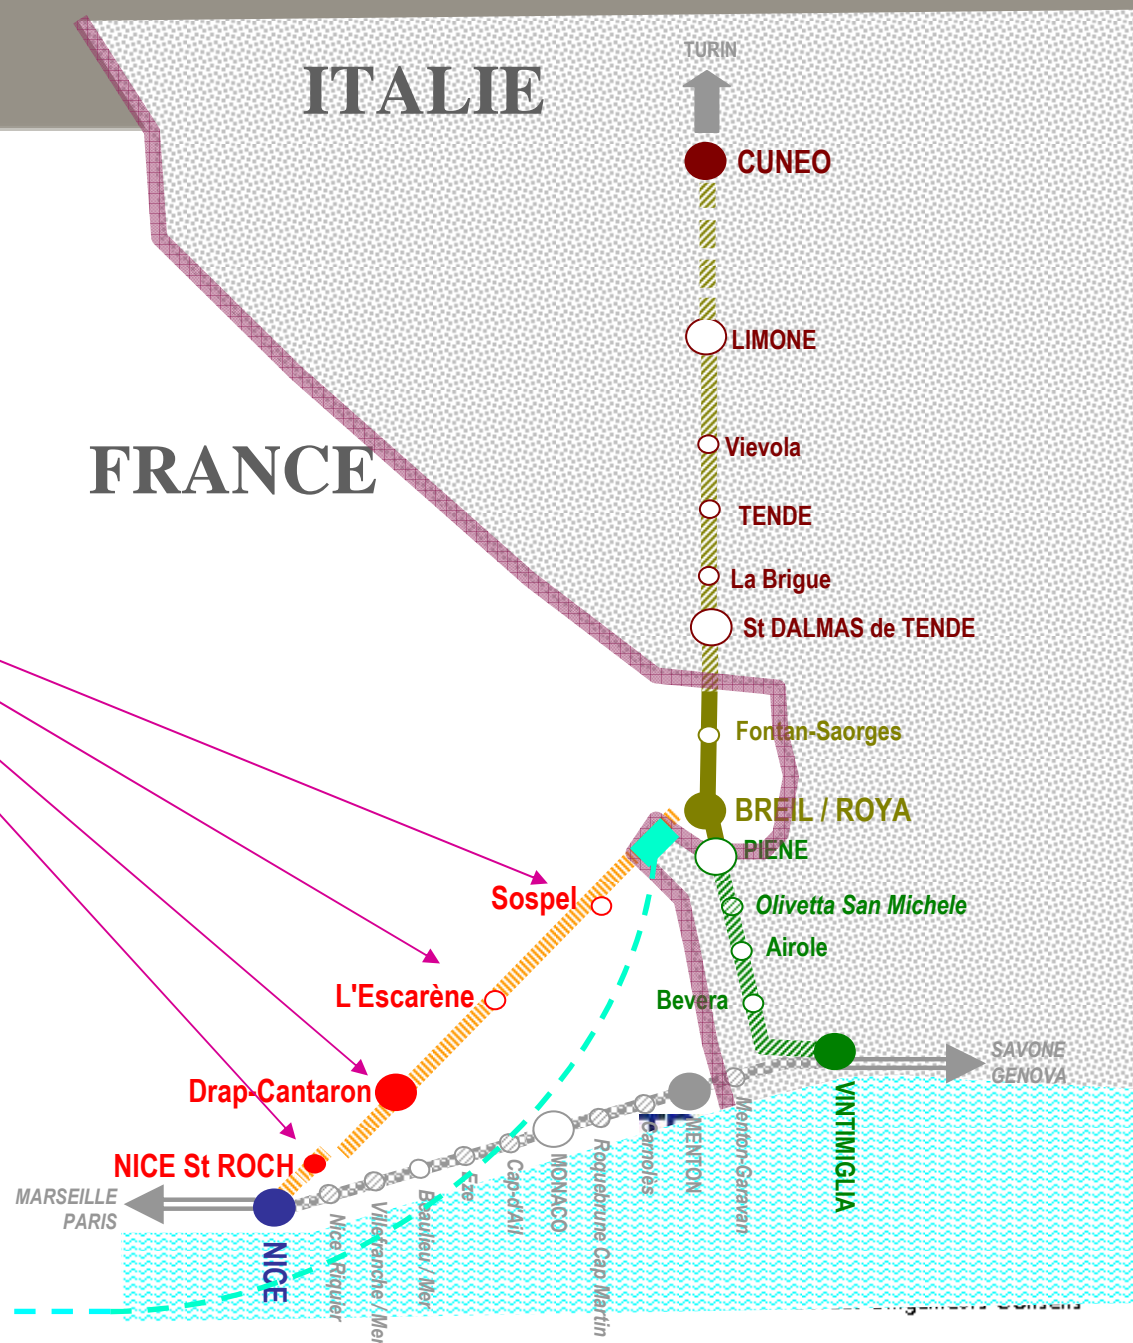 TURIN
ITALIE
CUNEO
LIMONE
FRANCE
Vievola
TENDE
La Brigue
St DALMAS de TENDE
Fontan-Saorges
BREIL / ROYA
PIENE
Sospel
Olivetta San Michele
Airole
L'Escarène
Bevera
SAVONE
GENOVA
Drap-Cantaron
VINTIMIGLIA
NICE St ROCH
MARSEILLE
PARIS
NICE
Nice Riquier
Villefranche / Mer
Beaulieu / Mer
Eze
Cap-d'Ail
MONACO
Roquebrune Cap Martin
Carnolès
MENTON
Menton-Garavan